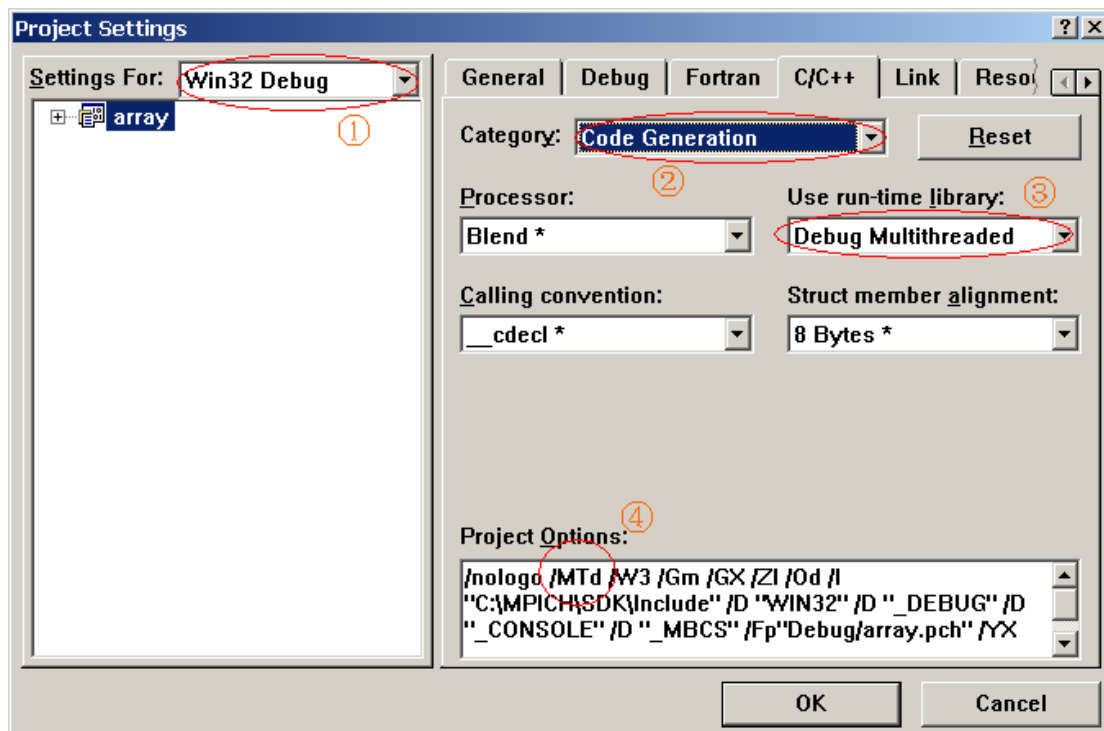 Project Settings
Settings For: Win32 Debug
①
array
General Debug Fortran C/C++ Link
Category: Code Generation Reset
②
Processor: Use run-time library: ③
Blend * Debug Multithreaded
Calling convention: Struct member alignment:
__cdecl * 8 Bytes *
④
Project Options:
/nologo /MTd /W3 /Gm /GX /ZI /Od /I
"C:\MPICH\SDK\Include" /D "WIN32" /D "_DEBUG" /D
"_CONSOLE" /D "_MBCS" /Fp"Debug/array.pch" /YX
OK Cancel